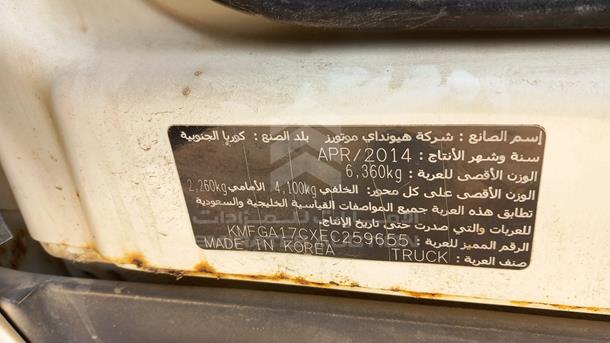 إسم الصانع : شركة هيونداي موتورز بلد الصنع : كوريا الجنوبية
سنة وشهر الأنتاج : APR/2014
الوزن الأقصى للعربة : 6,360kg
الوزن الأقصى على كل محور: الخلفي 4,100kg الأمامي 2,260kg
تطابق هذه العربة جميع المواصفات القياسية الخليجية والسعودية
للعربات والتي صدرت حتى تاريخ الإنتاج.
الرقم المميز للعربة : KMFGA17CXEC259655
صنف العربة : TRUCK MADE IN KOREA